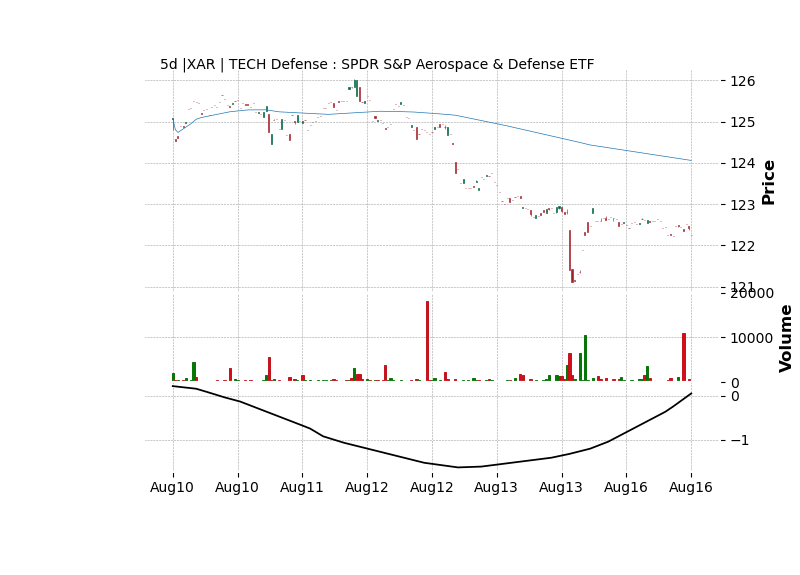 5d |XAR | TECH Defense : SPDR S&P Aerospace & Defense ETF
126
125
124
123
122
121
Price
20000
10000
0
Volume
0
−1
Aug10 Aug10 Aug11 Aug12 Aug12 Aug13 Aug13 Aug16 Aug16